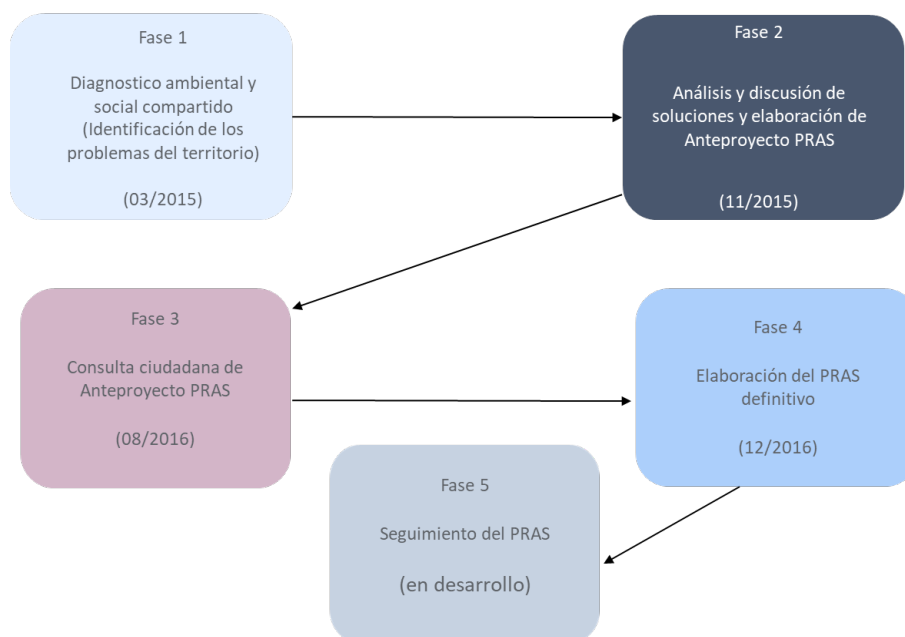 Fase 1
Diagnostico ambiental y
social compartido
(Identificación de los
problemas del territorio)
(03/2015)
Fase 2
Análisis y discusión de
soluciones y elaboración de
Anteproyecto PRAS
(11/2015)
Fase 3
Consulta ciudadana de
Anteproyecto PRAS
(08/2016)
Fase 4
Elaboración del PRAS
definitivo
(12/2016)
Fase 5
Seguimiento del PRAS
(en desarrollo)